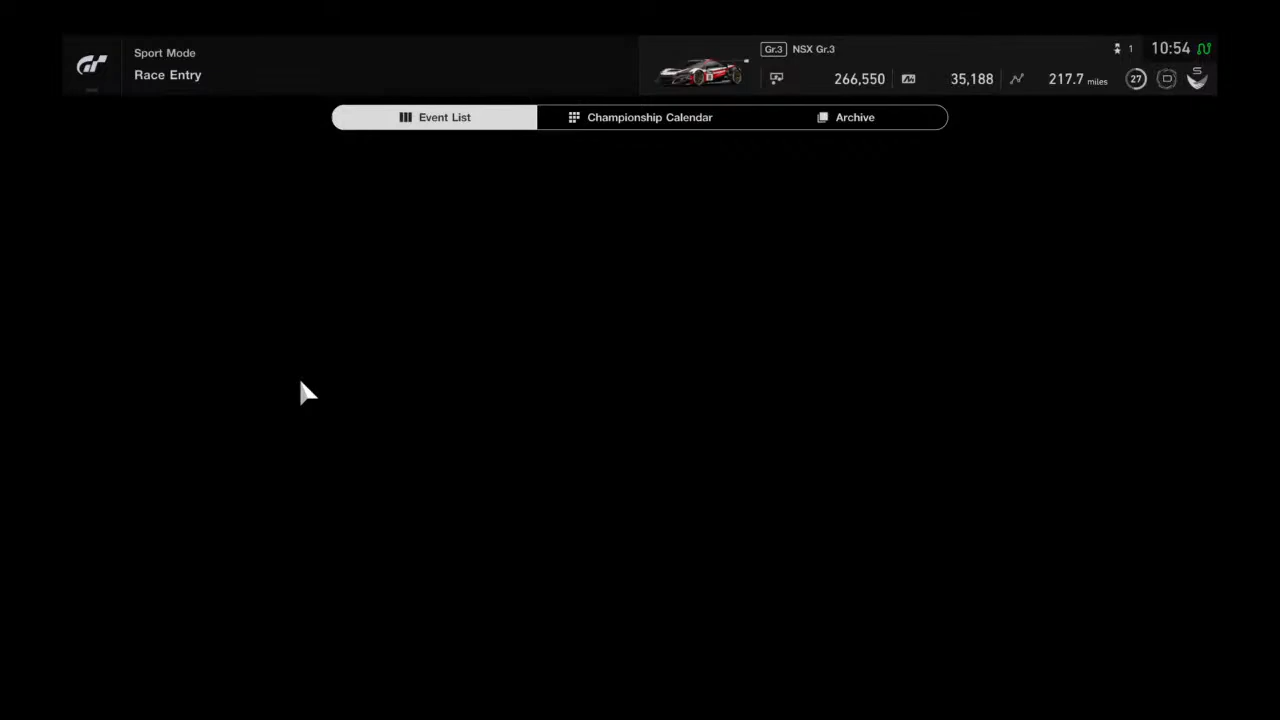 Sport Mode
Race Entry
Gr.3 NSX Gr.3
1
10:54
266,550
35,188
217.7 miles
27
D
S
Event List
Championship Calendar
Archive